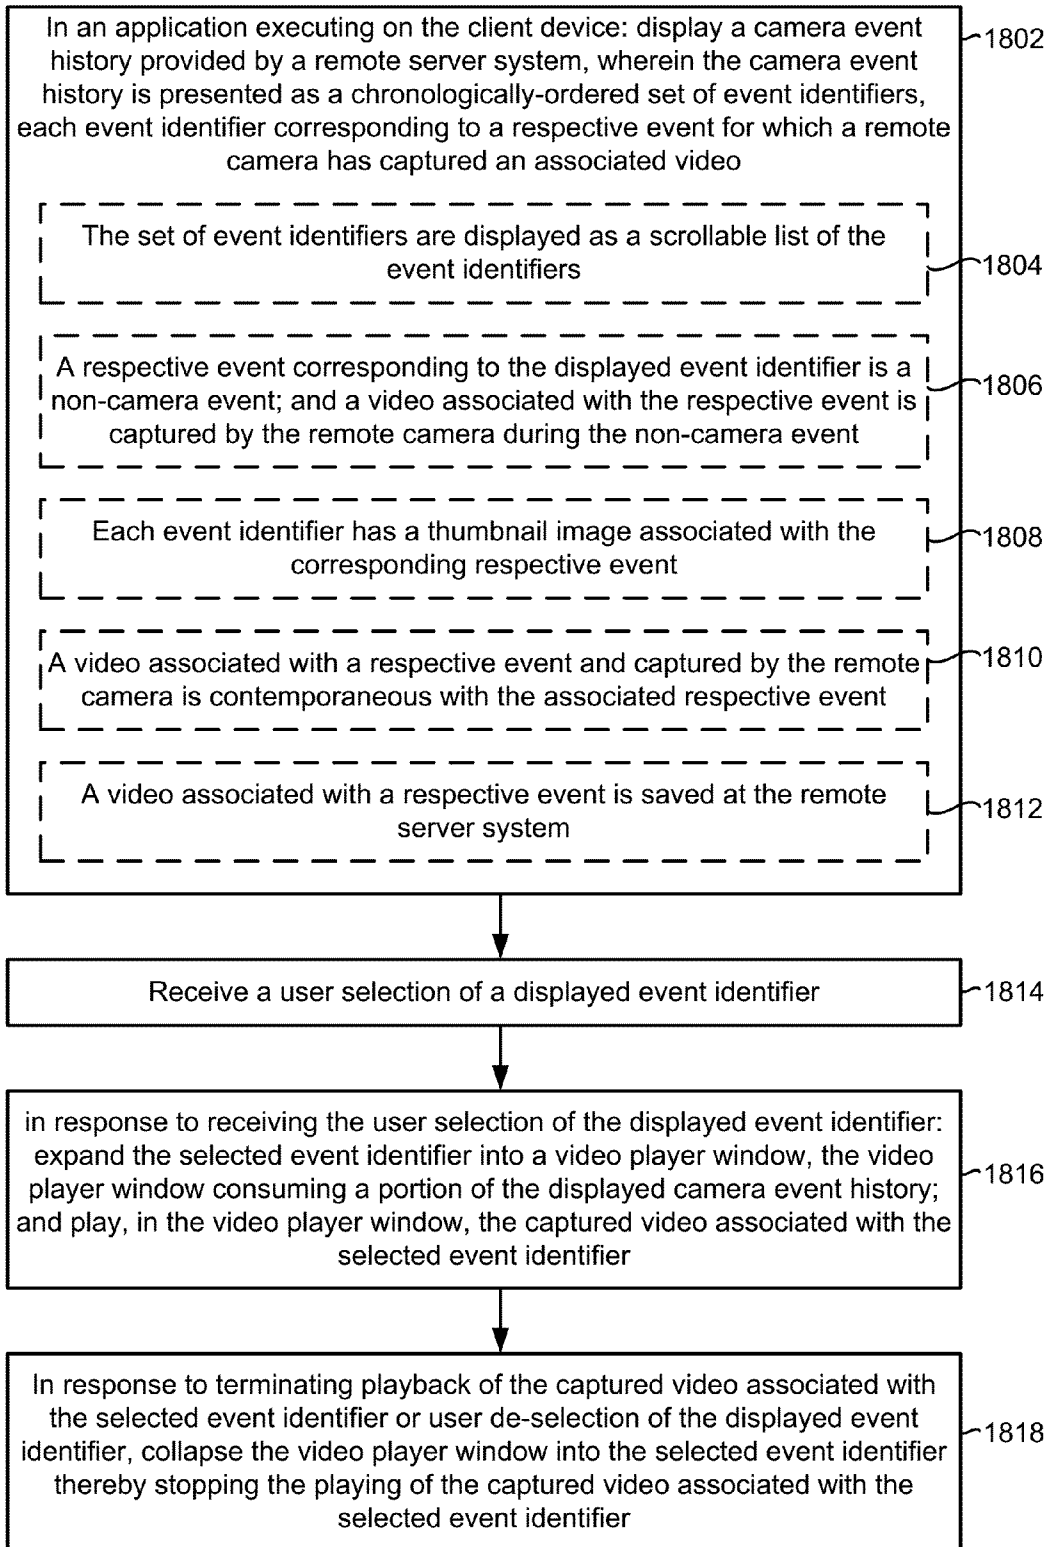 In an application executing on the client device: display a camera event
history provided by a remote server system, wherein the camera event
history is presented as a chronologically-ordered set of event identifiers,
each event identifier corresponding to a respective event for which a remote
camera has captured an associated video
1802
The set of event identifiers are displayed as a scrollable list of the
event identifiers
1804
A respective event corresponding to the displayed event identifier is a
non-camera event; and a video associated with the respective event is
captured by the remote camera during the non-camera event
1806
Each event identifier has a thumbnail image associated with the
corresponding respective event
1808
A video associated with a respective event and captured by the remote
camera is contemporaneous with the associated respective event
1810
A video associated with a respective event is saved at the remote
server system
1812
Receive a user selection of a displayed event identifier
1814
in response to receiving the user selection of the displayed event identifier:
expand the selected event identifier into a video player window, the video
player window consuming a portion of the displayed camera event history;
and play, in the video player window, the captured video associated with the
selected event identifier
1816
In response to terminating playback of the captured video associated with
the selected event identifier or user de-selection of the displayed event
identifier, collapse the video player window into the selected event identifier
thereby stopping the playing of the captured video associated with the
selected event identifier
1818